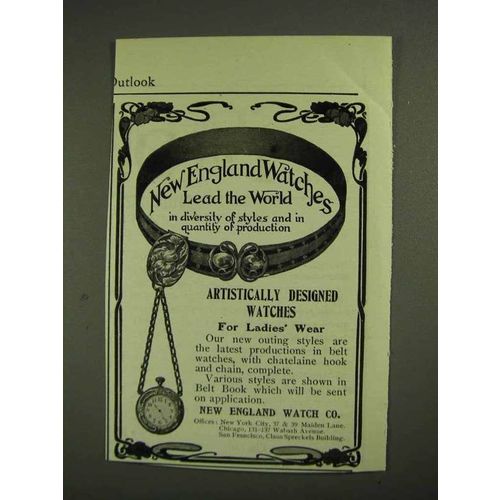 Outlook
New England Watches
Lead the World
in diversity of styles and in
quantity of production
ARTISTICALLY DESIGNED
WATCHES
For Ladies' Wear
Our new outing styles are
the latest productions in belt
watches, with chatelaine hook
and chain, complete.
Various styles are shown in
Belt Book which will be sent
on application.
NEW ENGLAND WATCH CO.
Offices: New York City, 37 & 39 Maiden Lane.
Chicago, 131-137 Wabash Avenue.
San Francisco, Claus Spreckels Building.